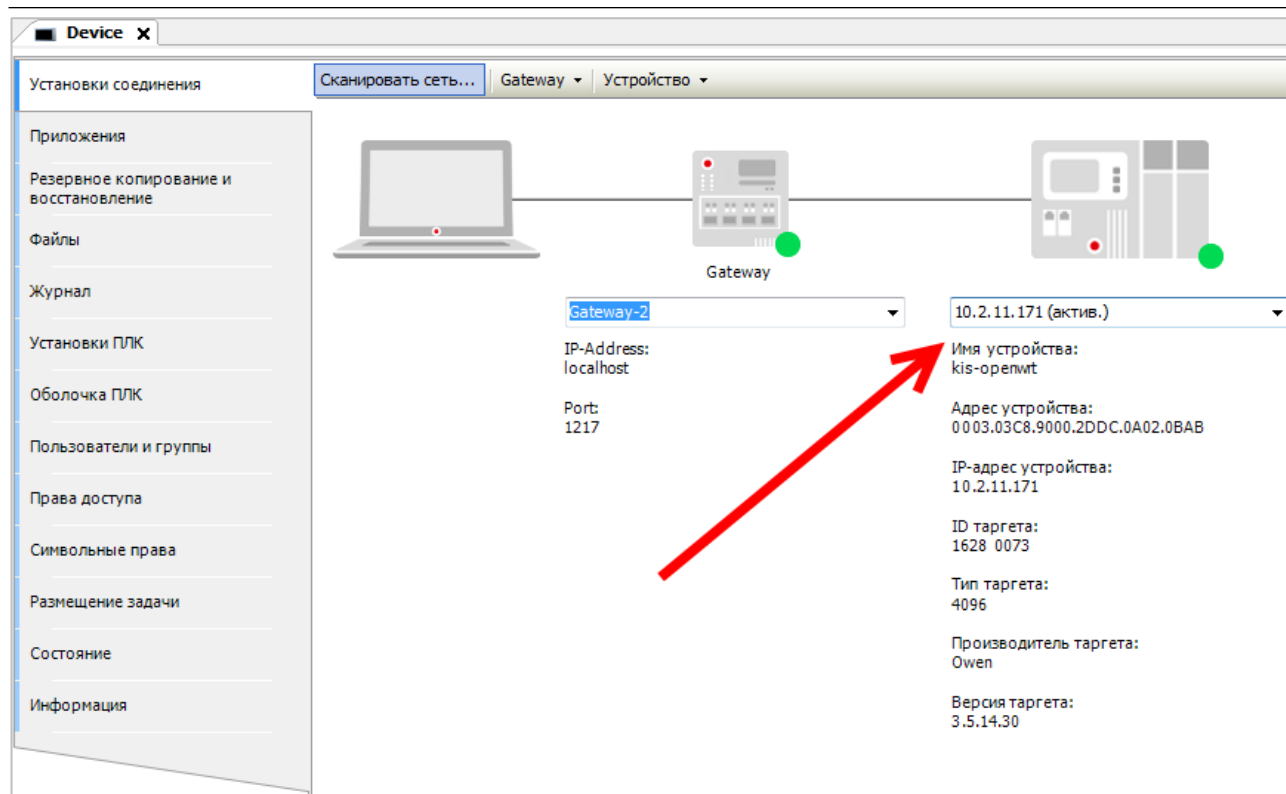 Device X
Установки соединения
Приложения
Резервное копирование и
восстановление
Файлы
Журнал
Установки ПЛК
Оболочка ПЛК
Пользователи и группы
Права доступа
Символьные права
Размещение задачи
Состояние
Информация
Сканировать сеть... Gateway Устройство
Gateway
Gateway-2
IP-Address:
localhost
Port:
1217
10.2.11.171 (актив.)
Имя устройства:
kis-openwrt
Адрес устройства:
0003.03C8.9000.2DDC.0A02.0BAB
IP-адрес устройства:
10.2.11.171
ID таргета:
1628 0073
Тип таргета:
4096
Производитель таргета:
Owen
Версия таргета:
3.5.14.30